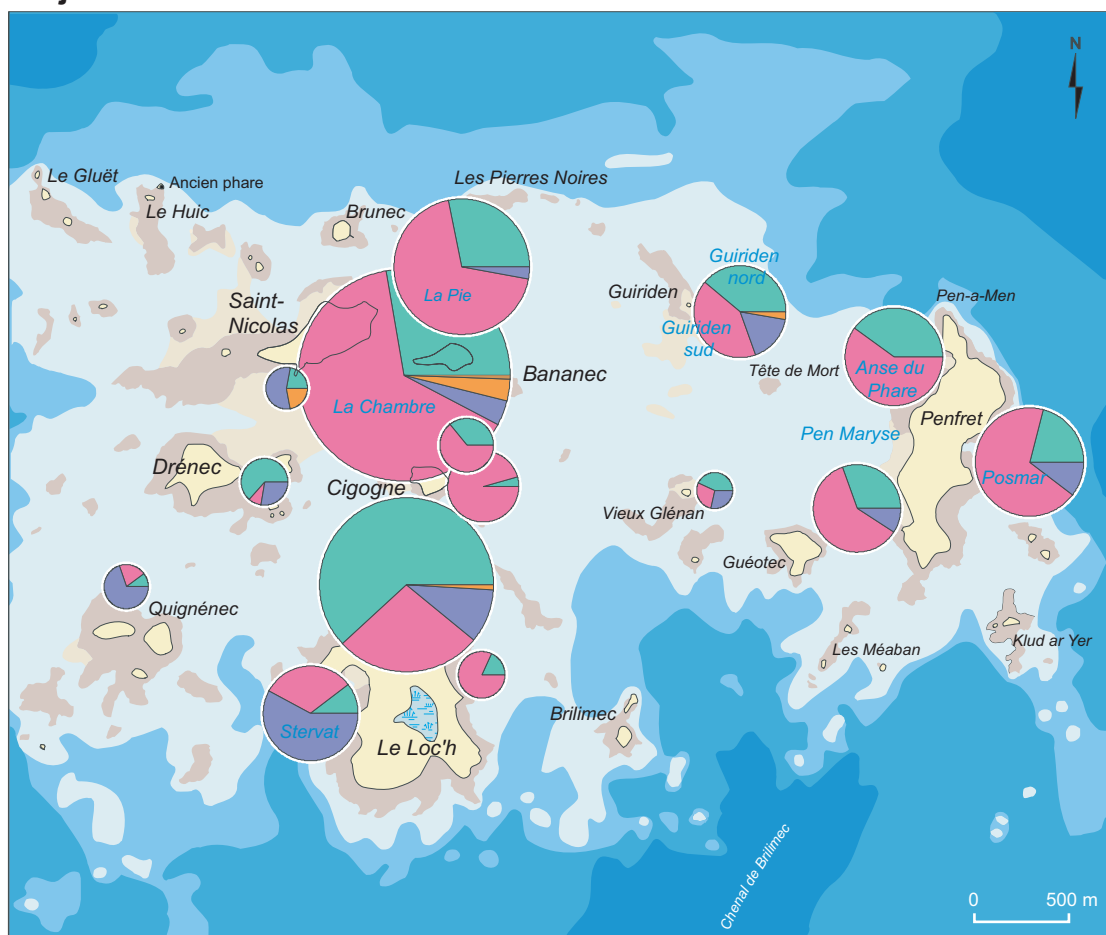 N
Le Gluët
Ancien phare
Le Huic
Brunec
Les Pierres Noires
La Pie
Saint-
Nicolas
Guiriden
nord
Guiriden
Guiriden
sud
Pen-a-Men
Tête de Mort
Anse du
Phare
Bananec
La Chambre
Penfret
Pen Maryse
Posmar
Drénec
Cigogne
Vieux Glénan
Guéotec
Quignénec
Klud ar Yer
Les Méaban
Stervat
Brilimec
Le Loc'h
Chenal de Brilimec
0 500 m